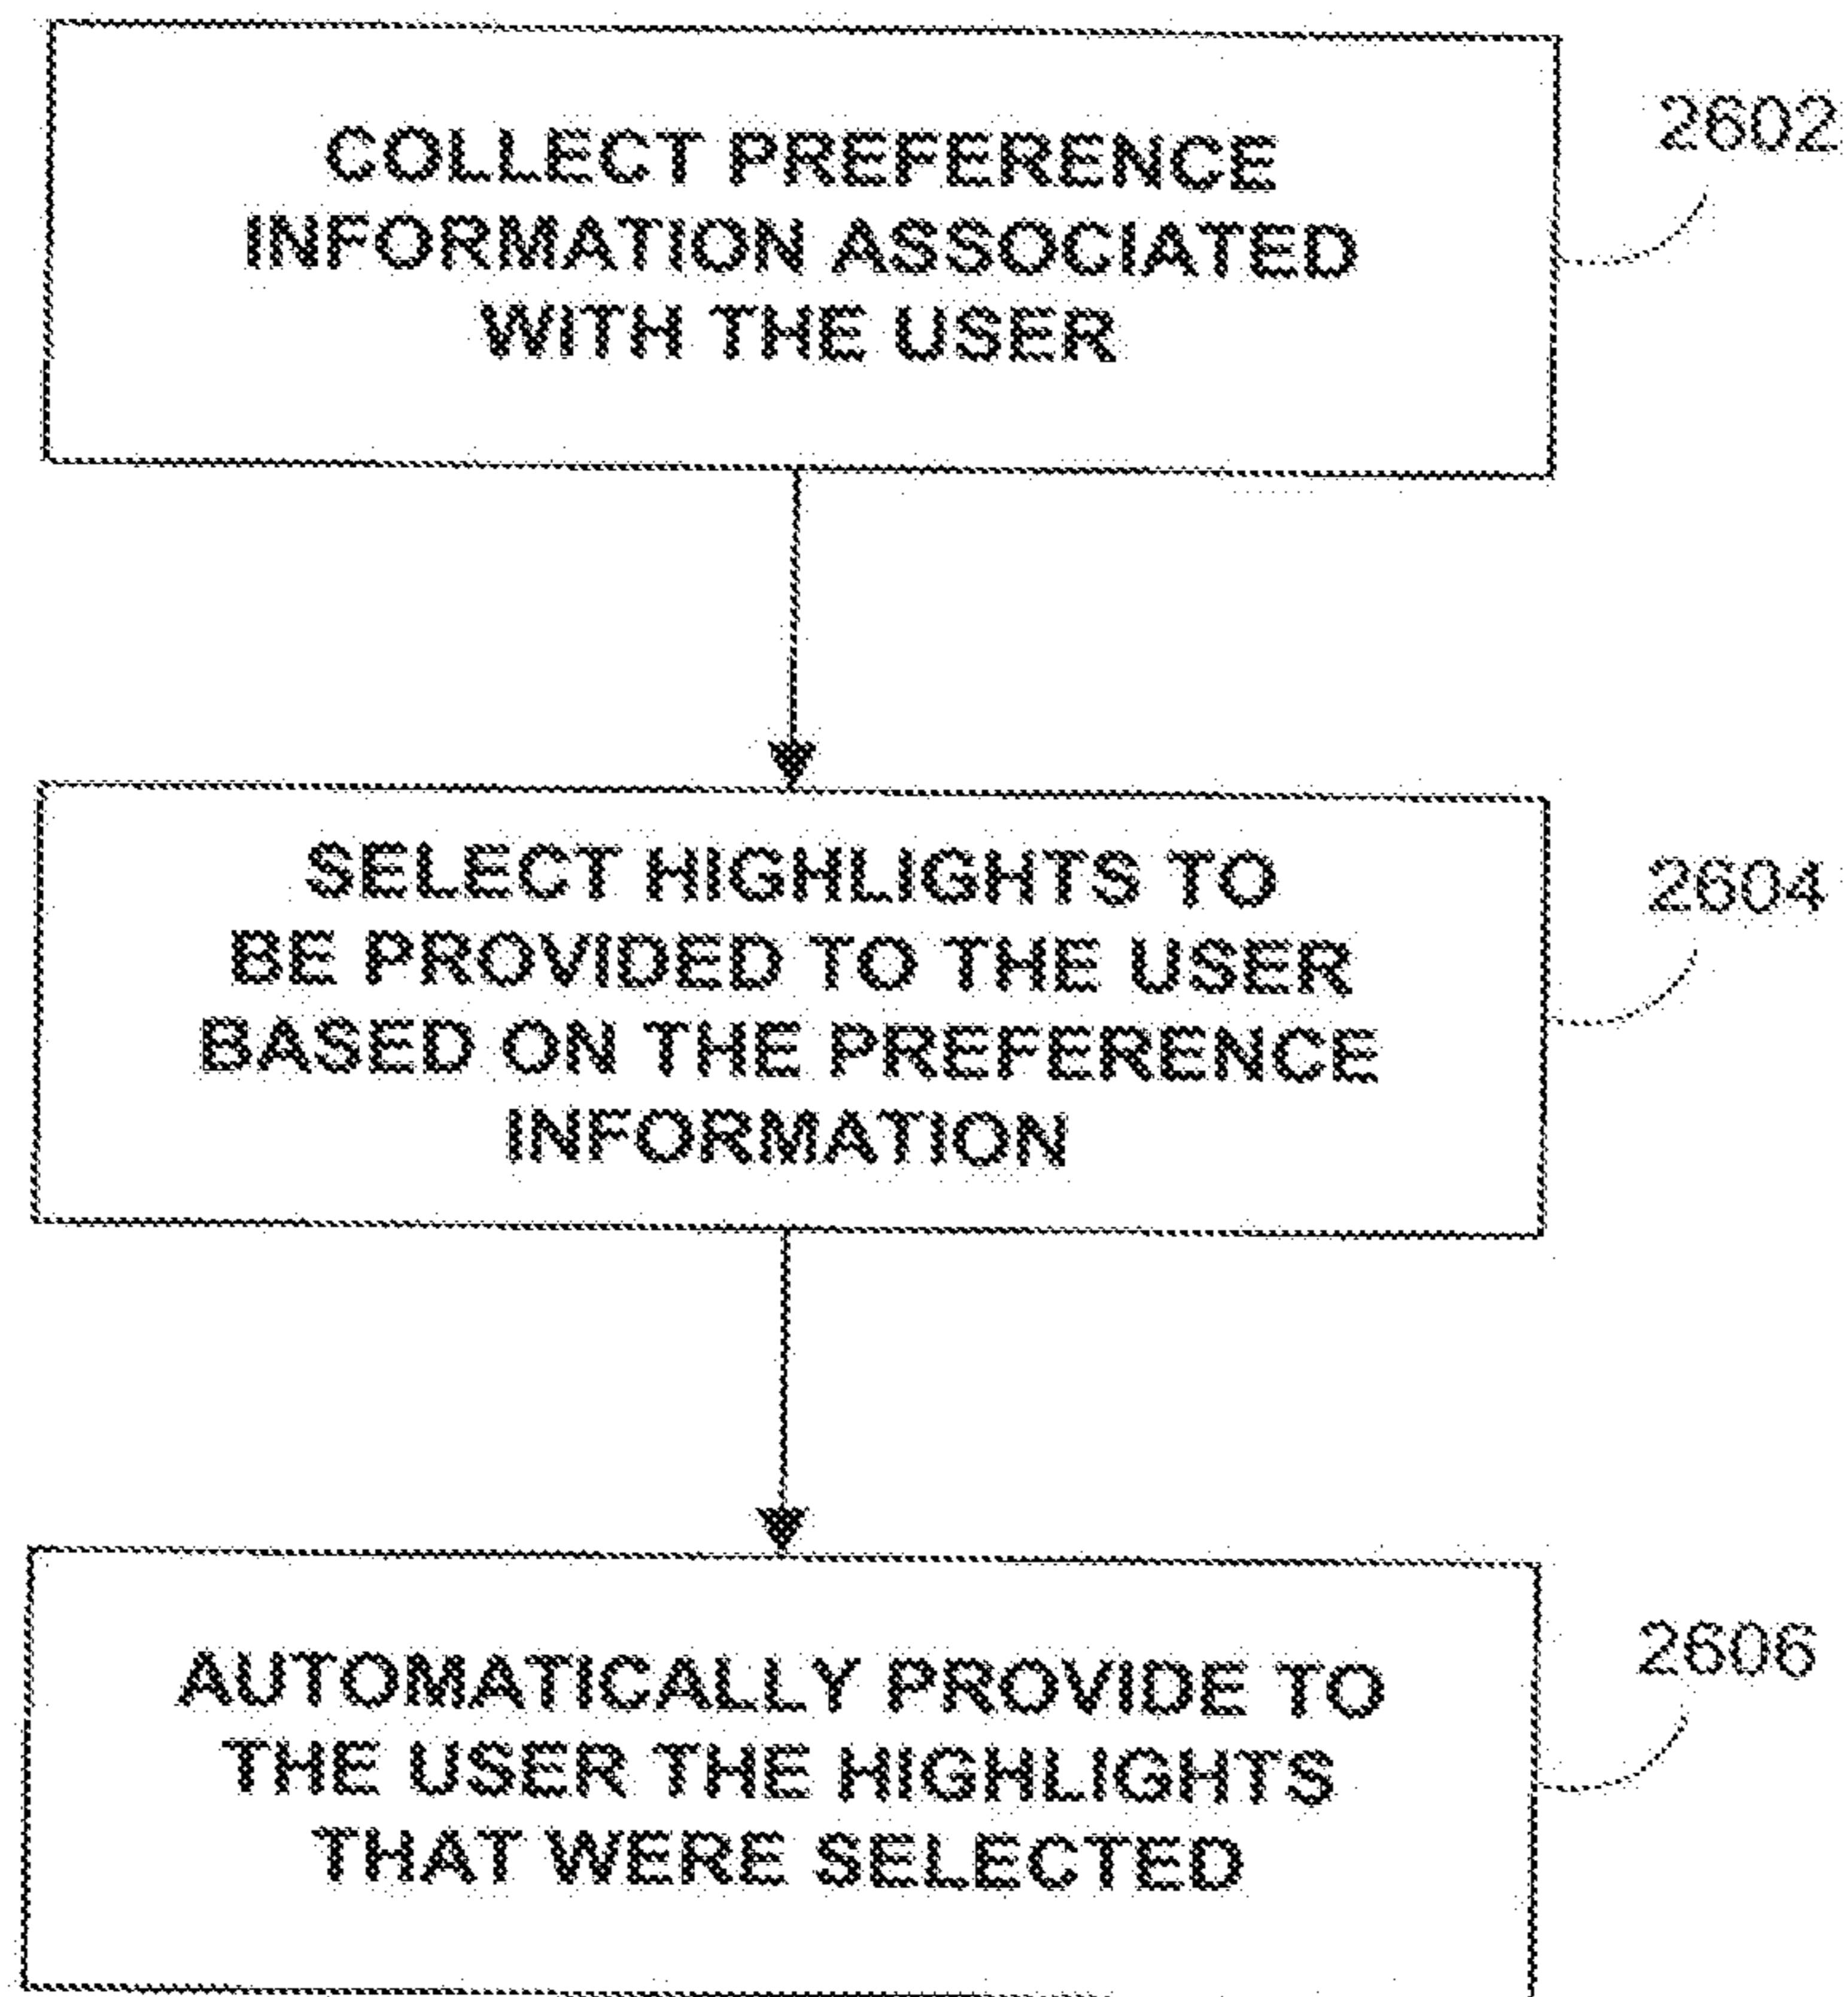 COLLECT PREFERENCE
INFORMATION ASSOCIATED
WITH THE USER
2602
SELECT HIGHLIGHTS TO
BE PROVIDED TO THE USER
BASED ON THE PREFERENCE
INFORMATION
2604
AUTOMATICALLY PROVIDE TO
THE USER THE HIGHLIGHTS
THAT WERE SELECTED
2606